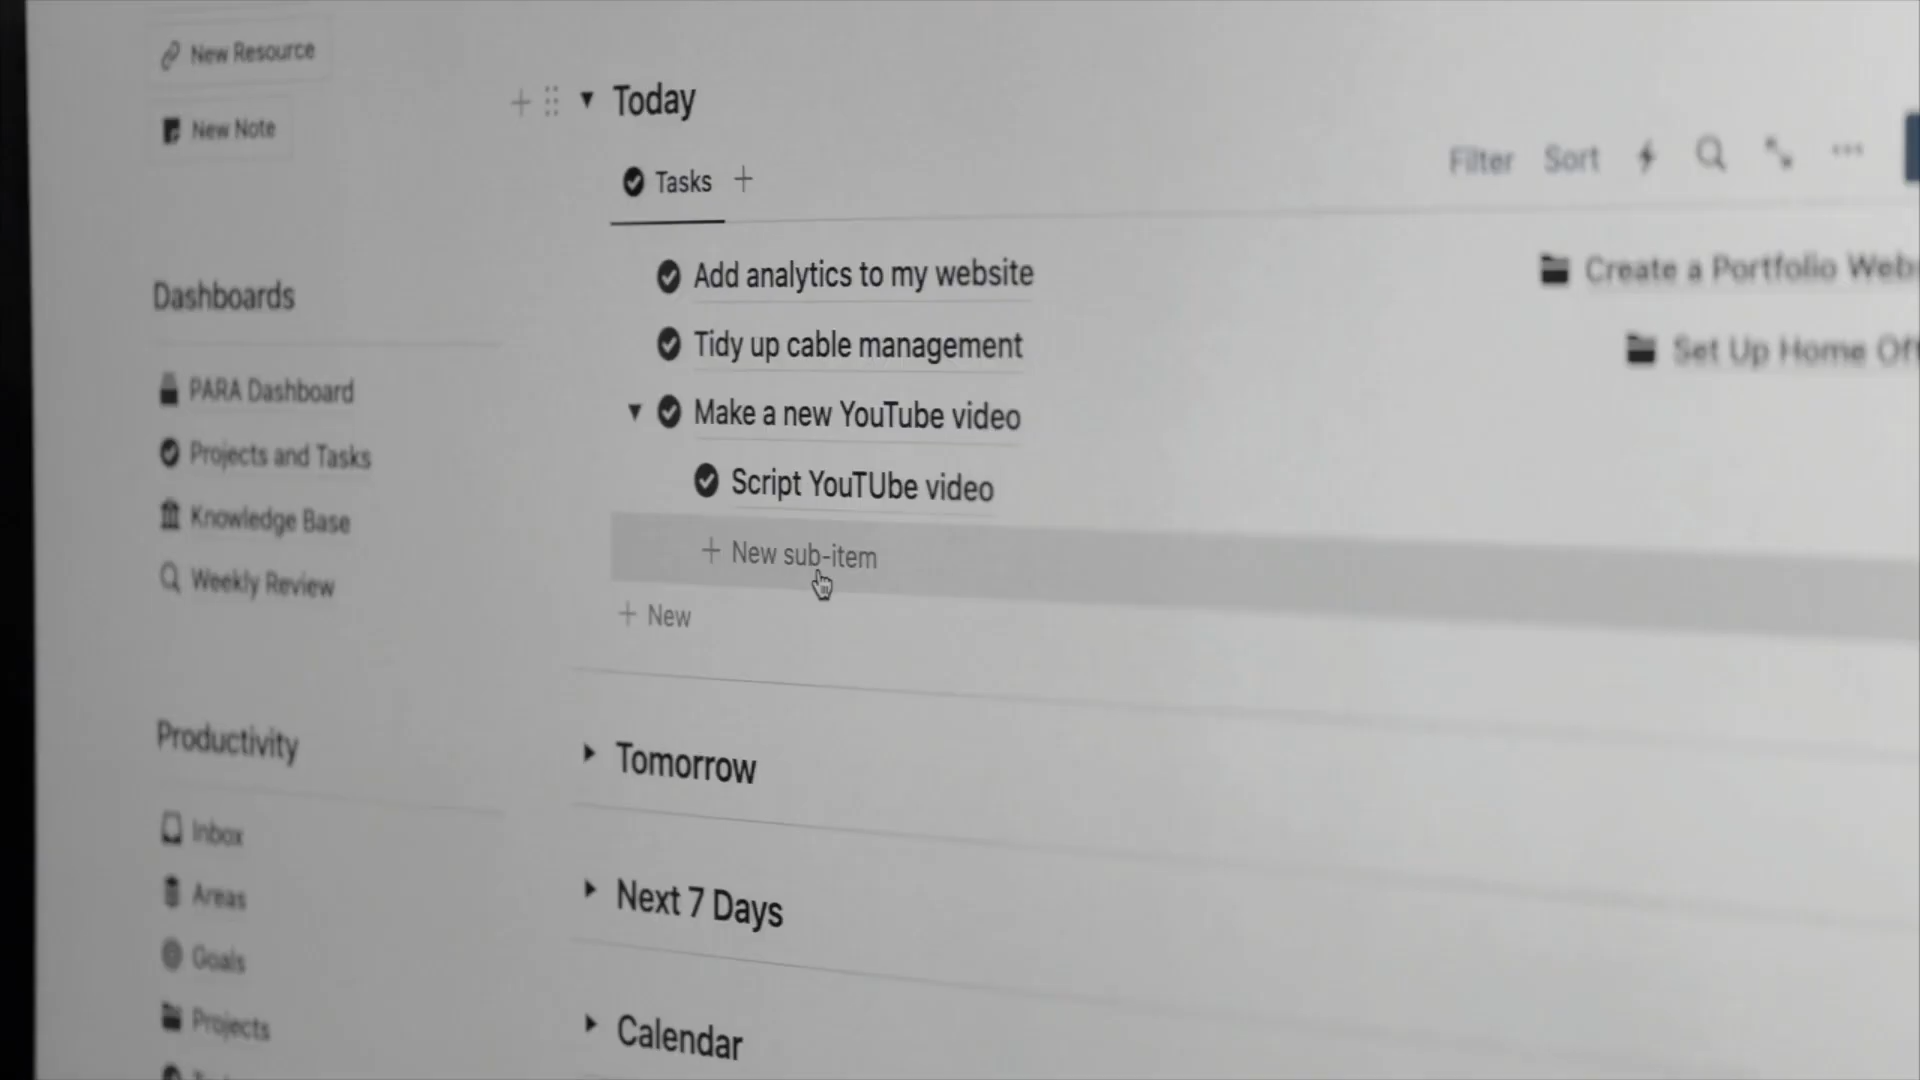 New Resource
New Note
Dashboards
PARA Dashboard
Projects and Tasks
Knowledge Base
Weekly Review
Productivity
Inbox
Areas
Goals
Projects
Today
Tasks
Filter Sort
Add analytics to my website
Create a Portfolio
Tidy up cable management
Set Up Home
Make a new YouTube video
Script YouTUbe video
New sub-item
New
Tomorrow
Next 7 Days
Calendar